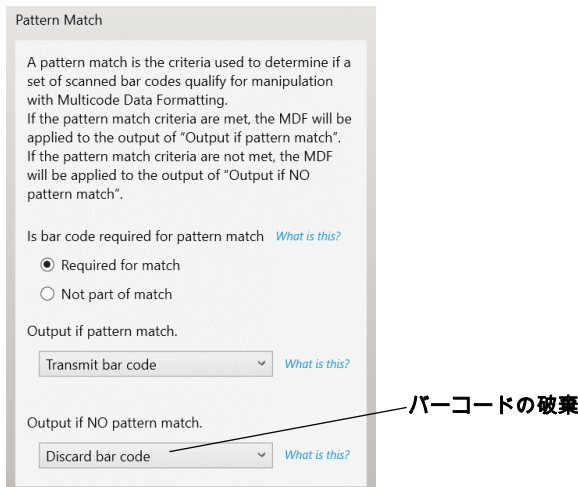 Pattern Match
A pattern match is the criteria used to determine if a
set of scanned bar codes qualify for manipulation
with Multicode Data Formatting.
If the pattern match criteria are met, the MDF will be
applied to the output of “Output if pattern match”.
If the pattern match criteria are not met, the MDF
will be applied to the output of “Output if NO
pattern match”.
Is bar code required for pattern match What is this?
Required for match
Not part of match
Output if pattern match.
Transmit bar code What is this?
Output if NO pattern match.
バーコードの破棄
Discard bar code What is this?